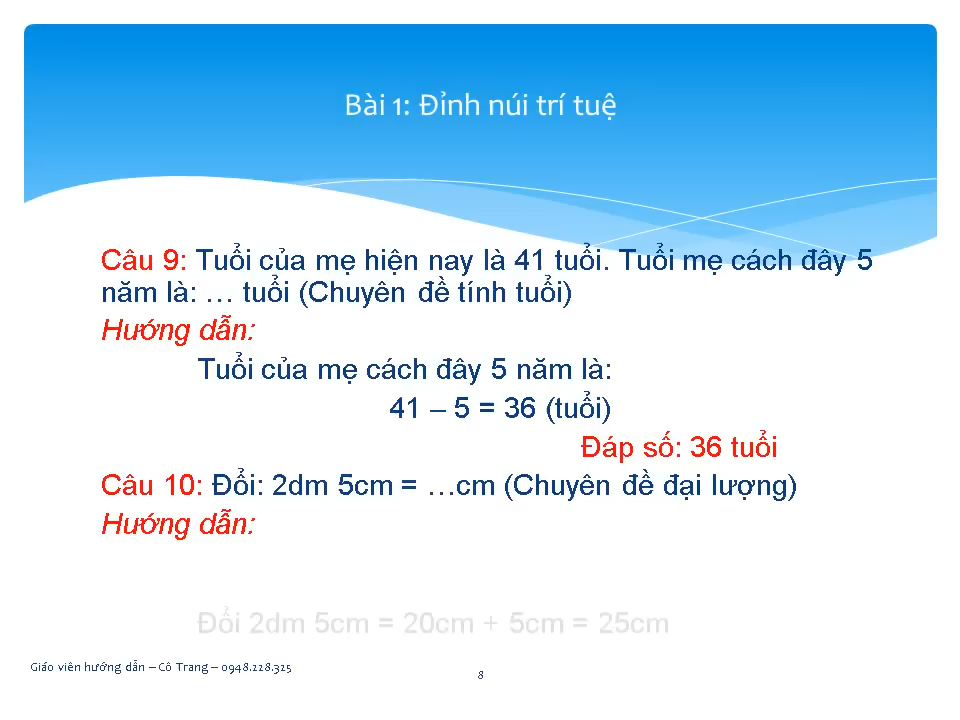 Bài 1: Đỉnh núi trí tuệ
Câu 9: Tuổi của mẹ hiện nay là 41 tuổi. Tuổi mẹ cách đây 5
năm là: … tuổi (Chuyên đề tính tuổi)
Hướng dẫn:
Tuổi của mẹ cách đây 5 năm là:
41 – 5 = 36 (tuổi)
Đáp số: 36 tuổi
Câu 10: Đổi: 2dm 5cm = …cm (Chuyên đề đại lượng)
Hướng dẫn:
Đổi 2dm 5cm = 20cm + 5cm = 25cm
Giáo viên hướng dẫn – Cô Trang – 0948.228.325
8